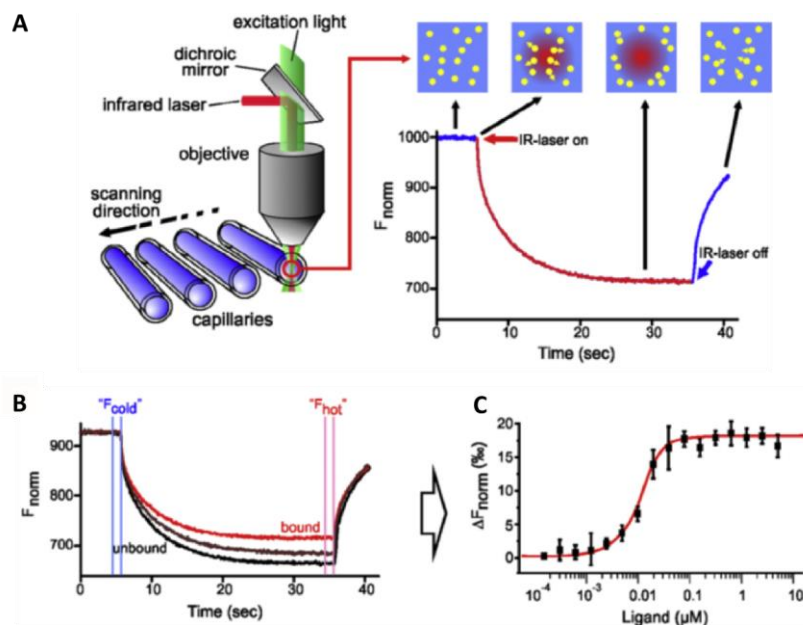 A
excitation light
dichroic
mirror
infrared laser
objective
scanning
direction
capillaries
1000
900
800
700
F norm
IR-laser on
IR-laser off
0 10 20 30 40
Time (sec)
B
"Fcold"
"Fhot"
900
800
700
Fnorm
bound
unbound
0 10 20 30 40
Time (sec)
C
20
15
10
5
0
ΔFnorm (‰)
10-4 10-3 0.01 0.1 1 10
Ligand (µM)